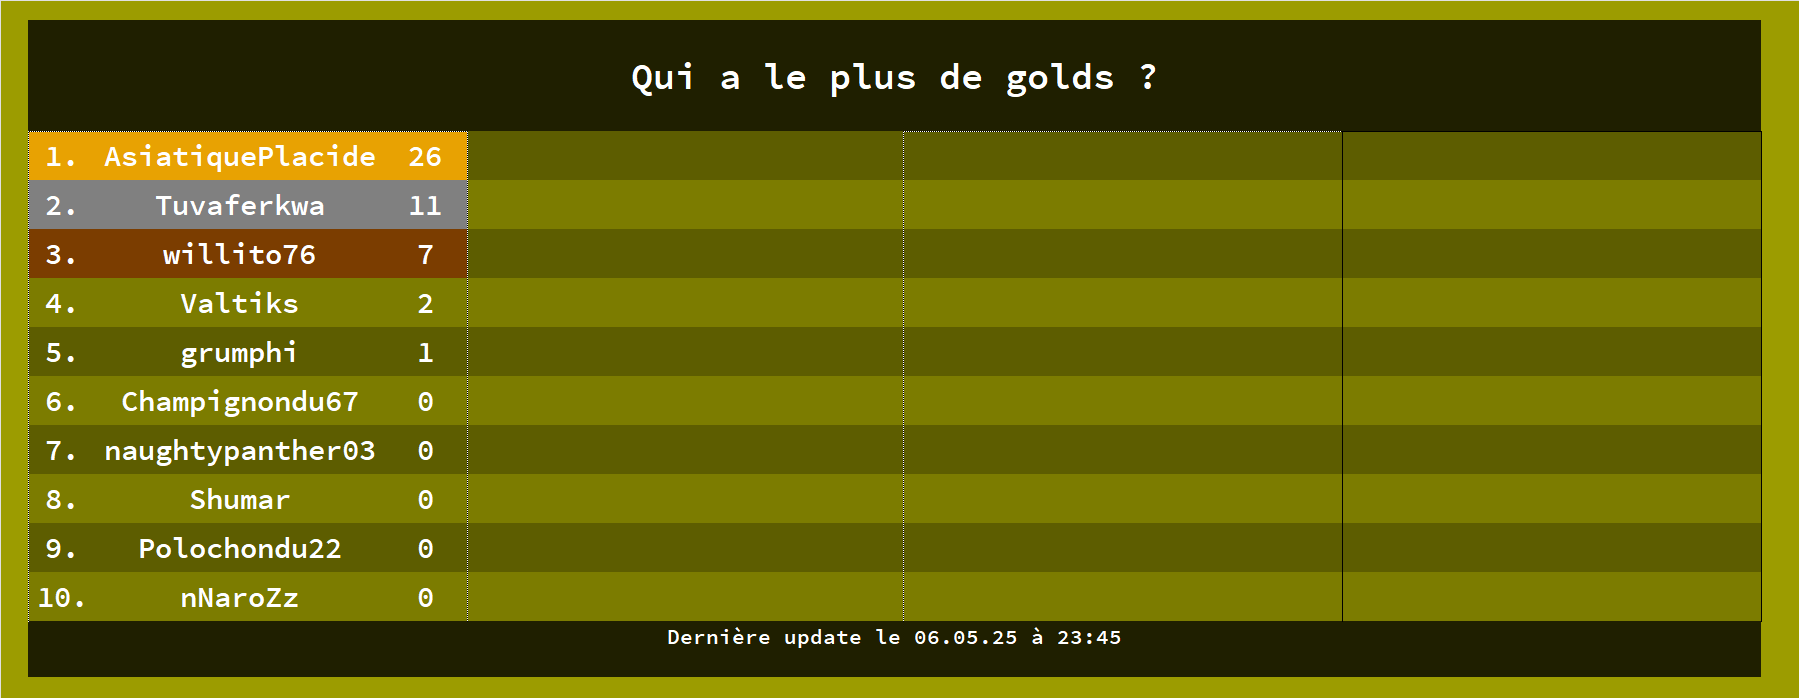 Qui a le plus de golds ?
1. AsiatiquePlacide 26
2. Tuvaferkwa 11
3. willito76 7
4. Valtiks 2
5. grumphi 1
6. Champignondu67 0
7. naughtypanther03 0
8. Shumar 0
9. Polochondu22 0
10. nNaroZz 0
Dernière update le 06.05.25 à 23:45